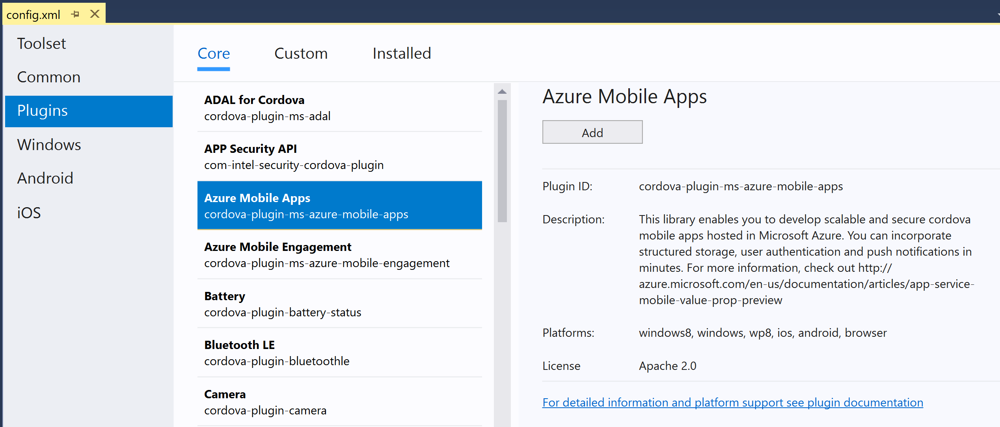 config.xml
Toolset
Common
Plugins
Windows
Android
iOS
Core Custom Installed
ADAL for Cordova
cordova-plugin-ms-adal
APP Security API
com-intel-security-cordova-plugin
Azure Mobile Apps
cordova-plugin-ms-azure-mobile-apps
Azure Mobile Engagement
cordova-plugin-ms-azure-mobile-engagement
Battery
cordova-plugin-battery-status
Bluetooth LE
cordova-plugin-bluetoothle
Camera
cordova-plugin-camera
Azure Mobile Apps
Add
Plugin ID: cordova-plugin-ms-azure-mobile-apps
Description: This library enables you to develop scalable and secure cordova
mobile apps hosted in Microsoft Azure. You can incorporate
structured storage, user authentication and push notifications in
minutes. For more information, check out http://
azure.microsoft.com/en-us/documentation/articles/app-service-
mobile-value-prop-preview
Platforms: windows8, windows, wp8, ios, android, browser
License Apache 2.0
For detailed information and platform support see plugin documentation